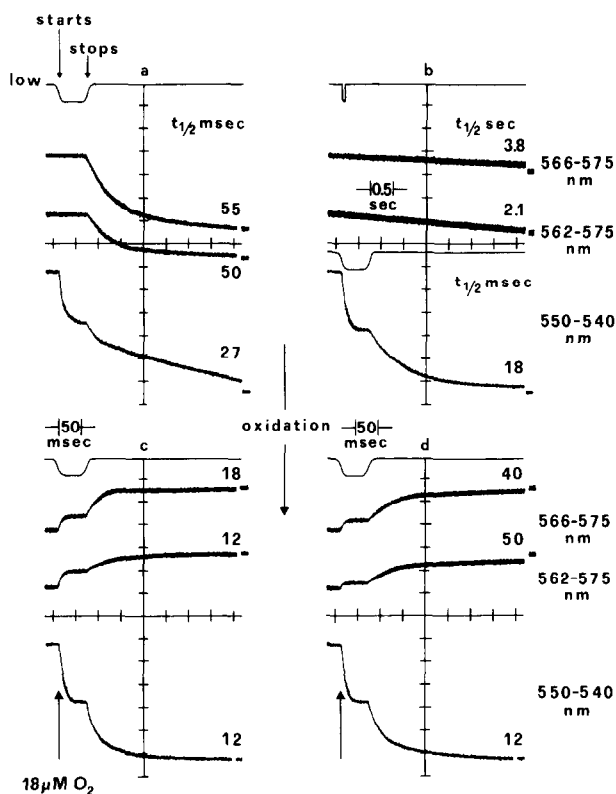 starts
stops
low
a
b
t1/2 msec
t1/2 sec
3.8
566-575
nm
55
0.5
sec
2.1
562-575
nm
50
t1/2 msec
550-540
nm
27
18
oxidation
50
msec
c
50
msec
d
18
40
566-575
nm
12
50
562-575
nm
550-540
nm
12
12
18μM O2